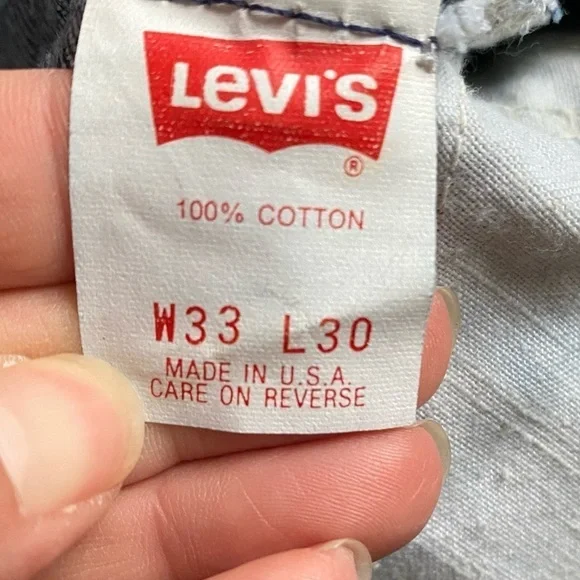 Levi's
®
100% COTTON
W33 L30
MADE IN U.S.A.
CARE ON REVERSE